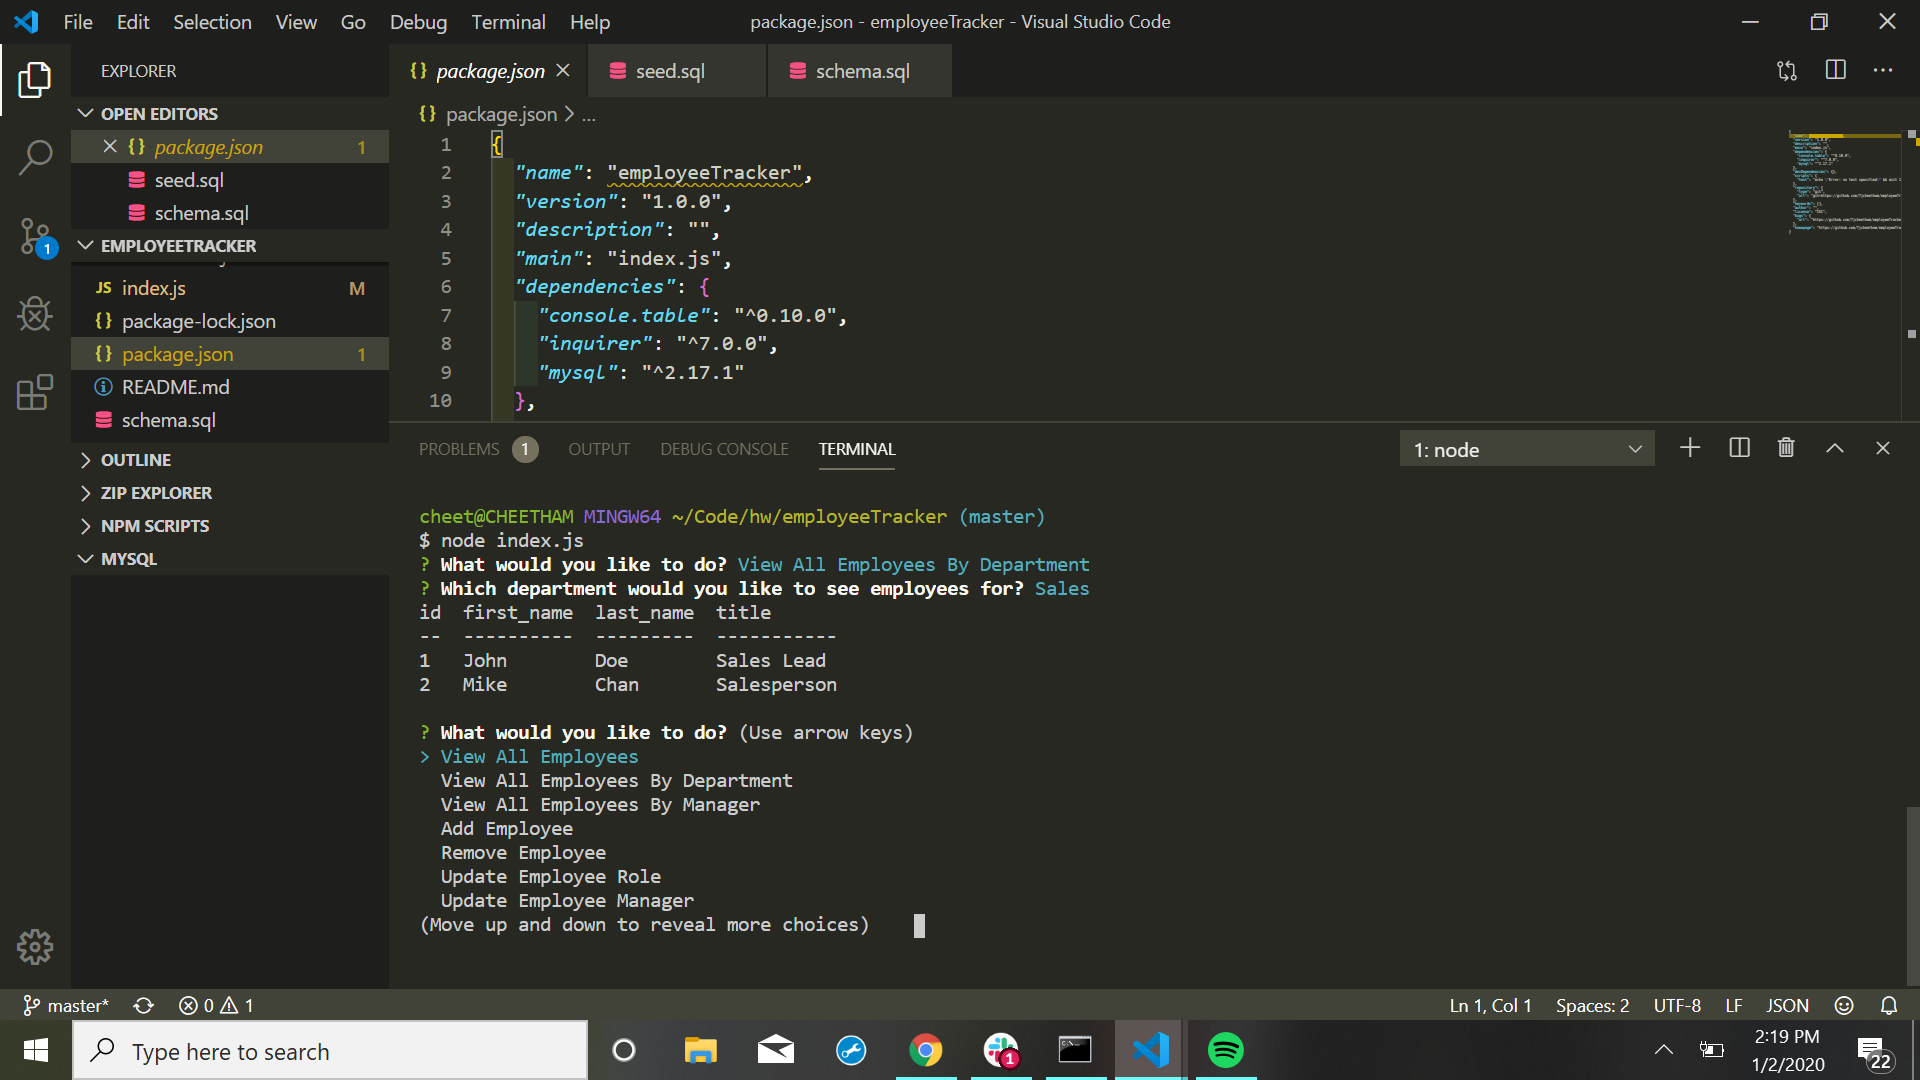 File Edit Selection View Go Debug Terminal Help
package.json - employeeTracker - Visual Studio Code
EXPLORER
OPEN EDITORS
{} package.json 1
seed.sql
schema.sql
EMPLOYEETRACKER
JS index.js M
{} package-lock.json
{} package.json 1
README.md
schema.sql
OUTLINE
ZIP EXPLORER
NPM SCRIPTS
MYSQL
1
{} package.json
seed.sql
schema.sql
{} package.json > ...
1 {
2 "name": "employeeTracker",
3 "version": "1.0.0",
4 "description": "",
5 "main": "index.js",
6 "dependencies": {
7 "console.table": "^0.10.0",
8 "inquirer": "^7.0.0",
9 "mysql": "^2.17.1"
10 },
PROBLEMS 1 OUTPUT DEBUG CONSOLE TERMINAL
1: node
cheet@CHEETHAM MINGW64 ~/Code/hw/employeeTracker (master)
$ node index.js
? What would you like to do? View All Employees By Department
? Which department would you like to see employees for? Sales
id first_name last_name title
-- ---------- --------- -----------
1 John Doe Sales Lead
2 Mike Chan Salesperson
? What would you like to do? (Use arrow keys)
> View All Employees
View All Employees By Department
View All Employees By Manager
Add Employee
Remove Employee
Update Employee Role
Update Employee Manager
(Move up and down to reveal more choices)
master* 0 1
Ln 1, Col 1 Spaces: 2 UTF-8 LF JSON
Type here to search
1
2:19 PM
1/2/2020
22